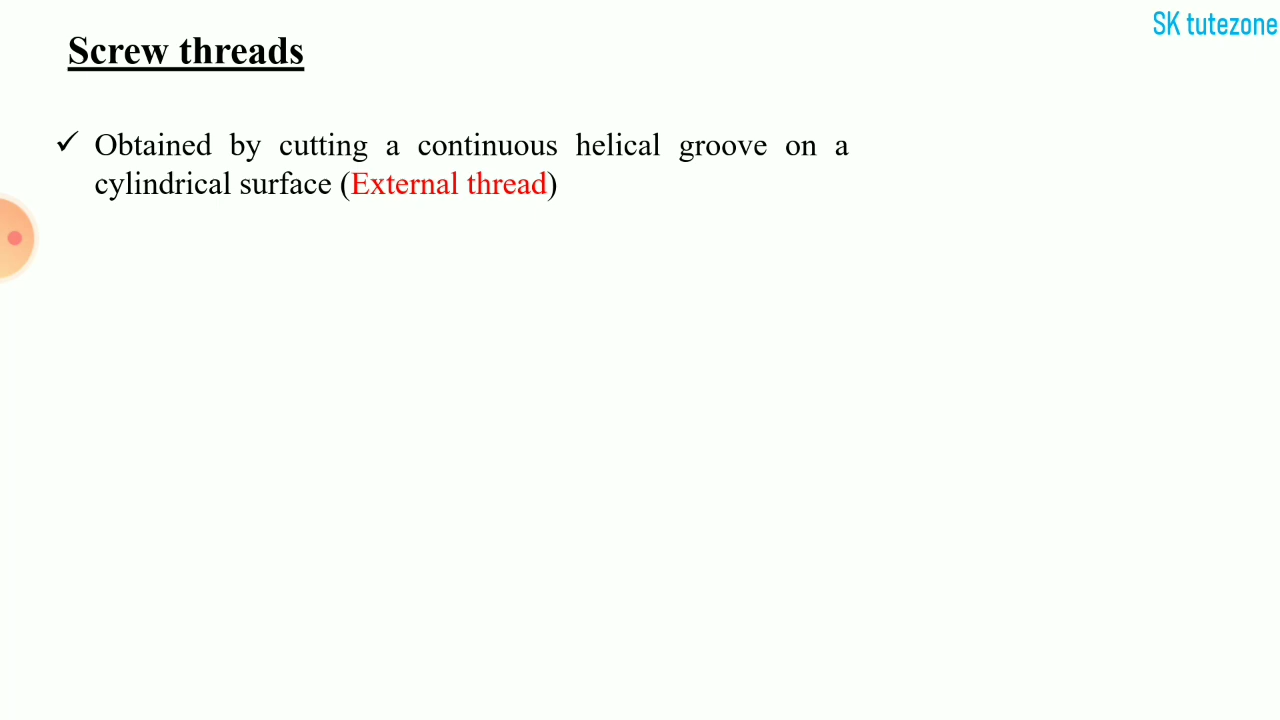 SK tutezone
Screw threads
✓ Obtained by cutting a continuous helical groove on a
cylindrical surface (External thread)